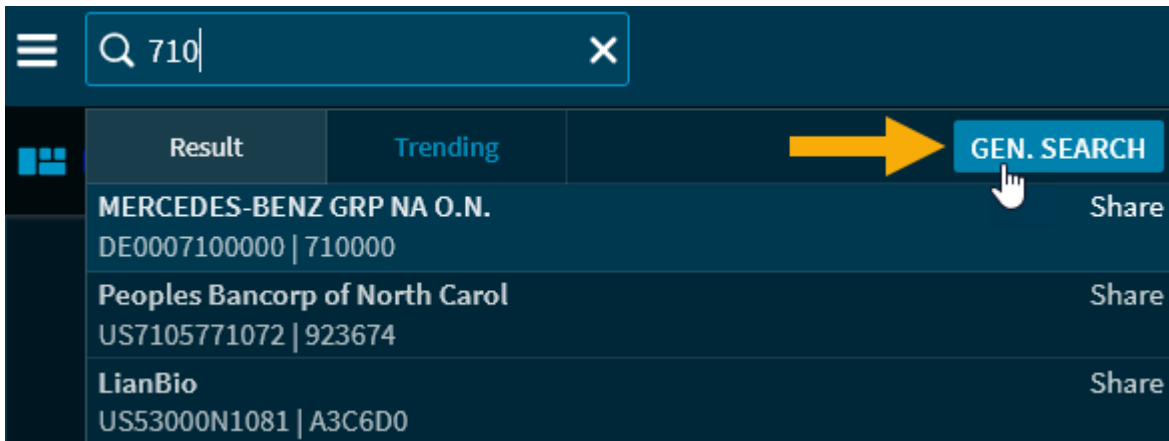 710
Result Trending GEN. SEARCH
MERCEDES-BENZ GRP NA O.N. Share
DE0007100000 | 710000
Peoples Bancorp of North Carol Share
US7105771072 | 923674
LianBio Share
US53000N1081 | A3C6D0